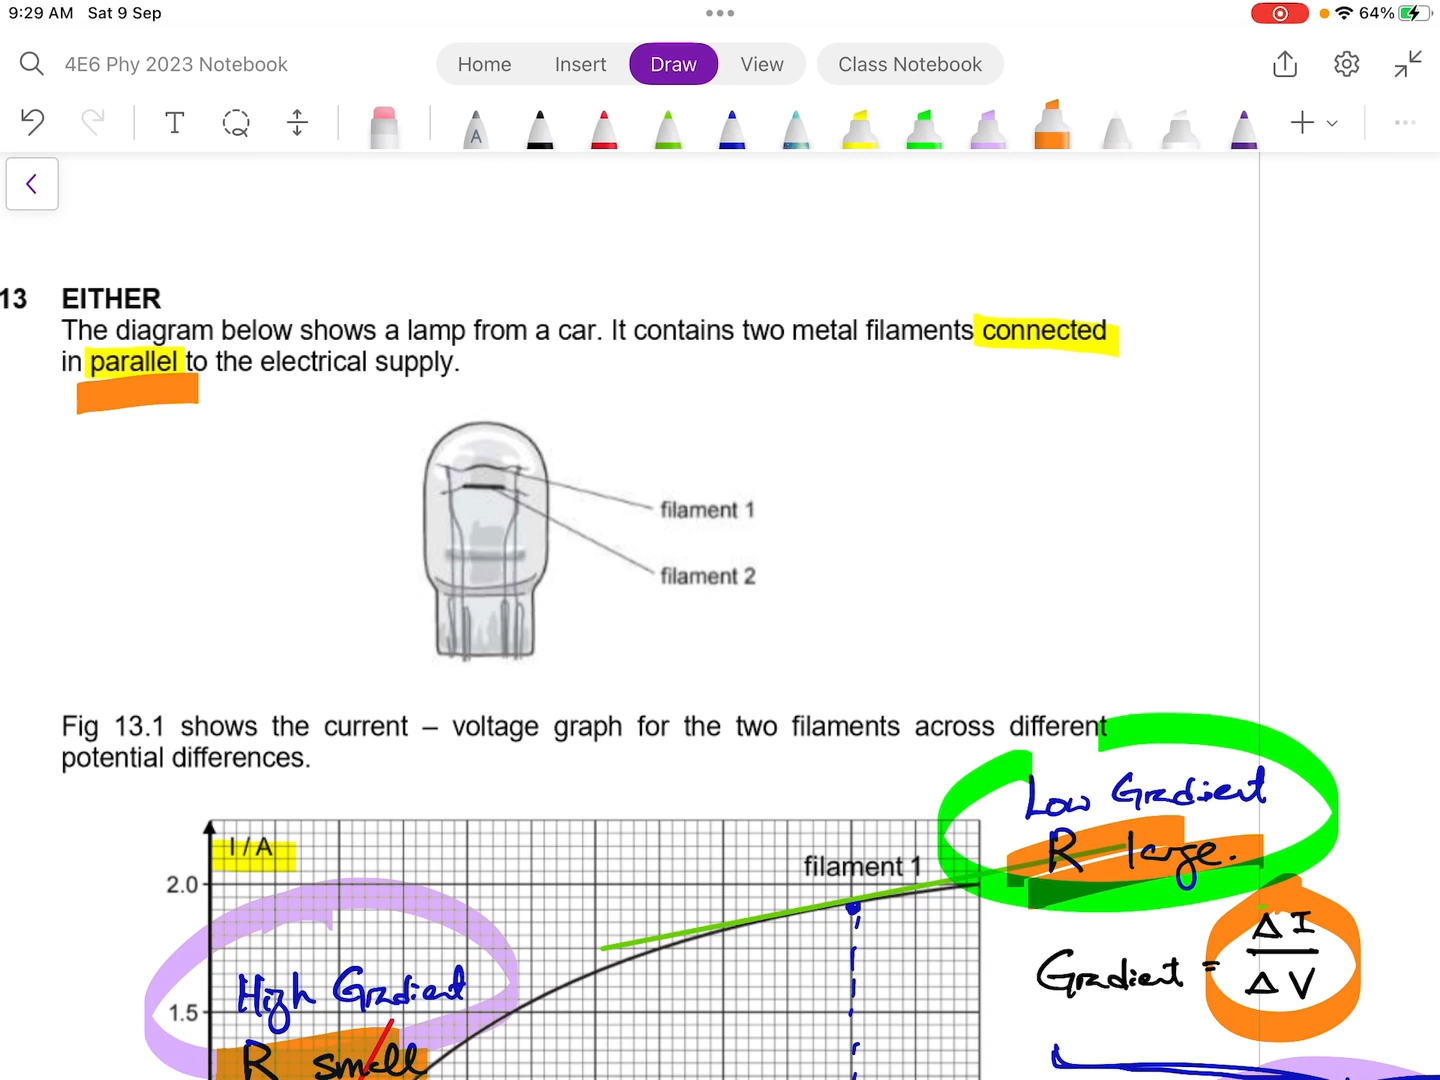 9:29 AM Sat 9 Sep
64%
4E6 Phy 2023 Notebook
Home Insert Draw View Class Notebook
T A
13 EITHER
The diagram below shows a lamp from a car. It contains two metal filaments connected
in parallel to the electrical supply.
filament 1
filament 2
Fig 13.1 shows the current – voltage graph for the two filaments across different
potential differences.
Low Gradient
R large.
I / A
filament 1
2.0
Gradient = ΔI
ΔV
High Gradient
1.5
R small